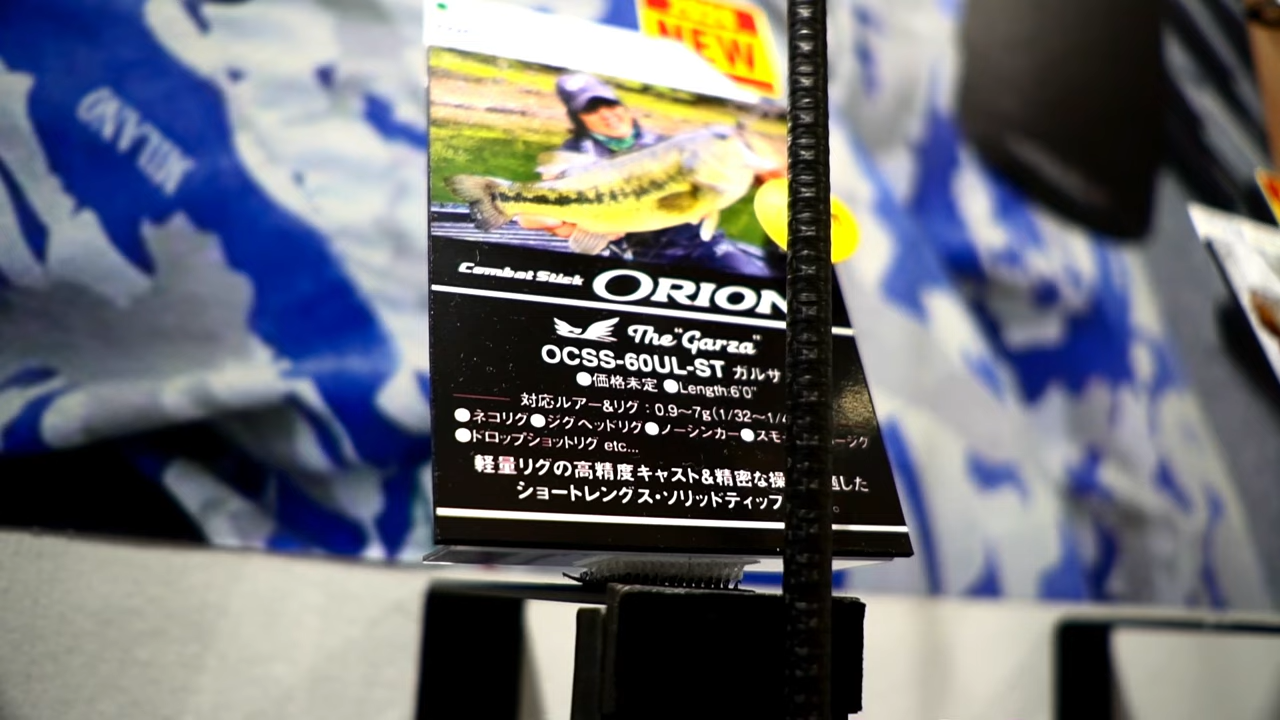 NEW
Combat Stick ORION
The "Garza"
OCSS-60UL-ST ガルサ
●価格未定 ●Length:6'0"
対応ルアー&リグ：0.9〜7g(1/32〜1/
●ネコリグ●ジグヘッドリグ●ノーシンカー●スモ
●ドロップショットリグ etc...
軽量リグの高精度キャスト&精密な操 した
ショートレングス・ソリッドティップ 。